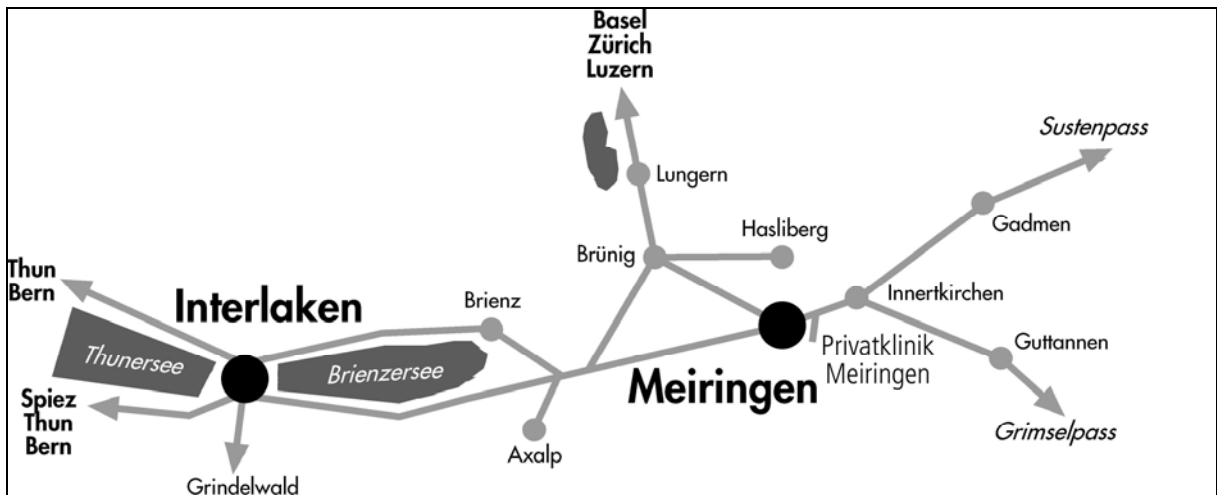 Basel
Zürich
Luzern
Sustenpass
Lungern
Gadmen
Hasliberg
Brünig
Thun
Bern
Interlaken
Brienz
Innertkirchen
Thunersee
Brienzersee
Privatklinik
Meiringen
Guttannen
Meiringen
Spiez
Thun
Bern
Axalp
Grimselpass
Grindelwald